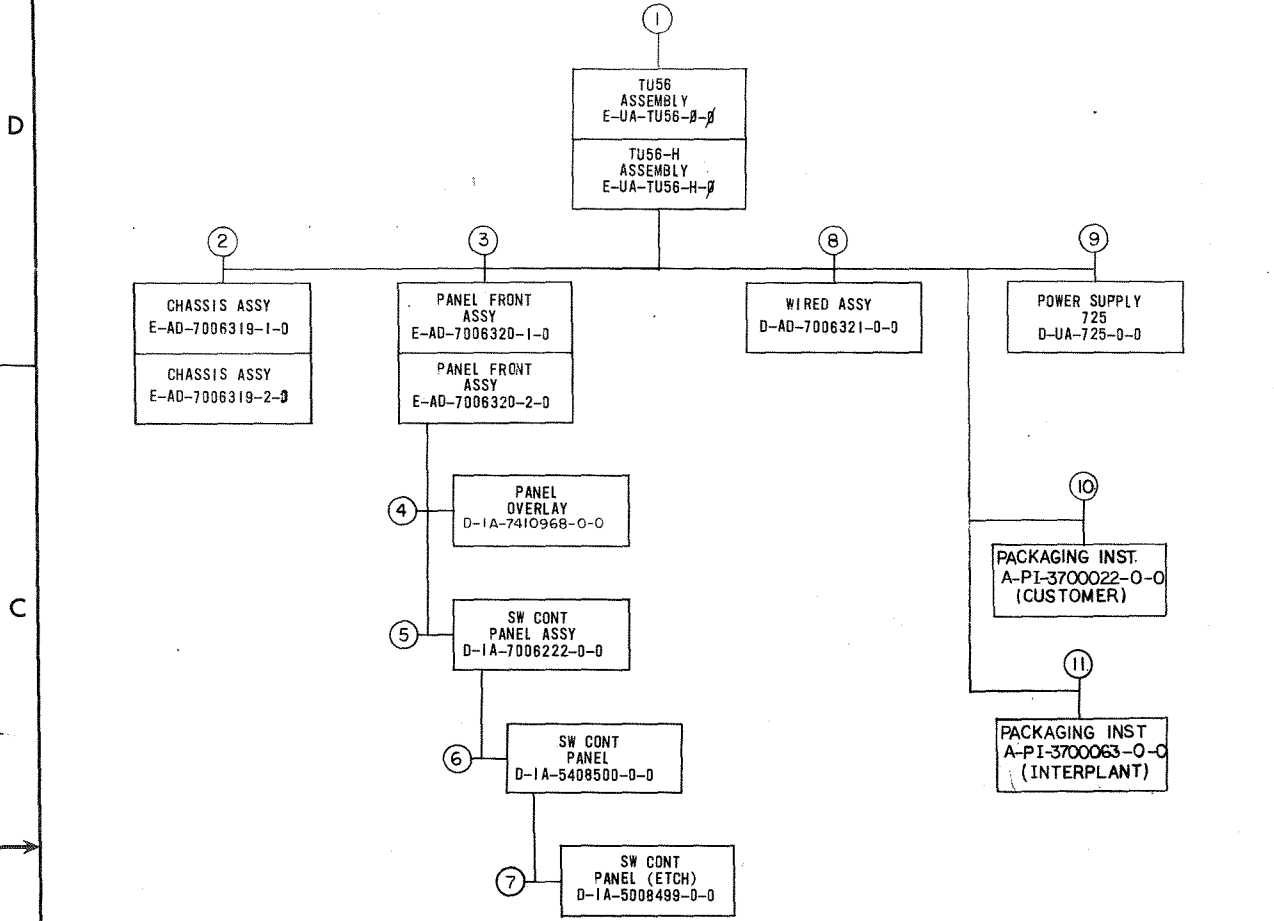 1
TU56
ASSEMBLY
E-UA-TU56-Ø-Ø
TU56-H
ASSEMBLY
E-UA-TU56-H-Ø
D
2
3
8
9
CHASSIS ASSY
E-AD-7006319-1-0
CHASSIS ASSY
E-AD-7006319-2-0
PANEL FRONT
ASSY
E-AD-7006320-1-0
PANEL FRONT
ASSY
E-AD-7006320-2-0
WIRED ASSY
D-AD-7006321-0-0
POWER SUPPLY
725
D-UA-725-0-0
4
PANEL
OVERLAY
D-IA-7410968-0-0
10
PACKAGING INST.
A-PI-3700022-0-0
(CUSTOMER)
C
5
SW CONT
PANEL ASSY
D-IA-7006222-0-0
11
PACKAGING INST
A-PI-3700063-0-0
(INTERPLANT)
6
SW CONT
PANEL
D-IA-5408500-0-0
7
SW CONT
PANEL (ETCH)
D-IA-5008499-0-0